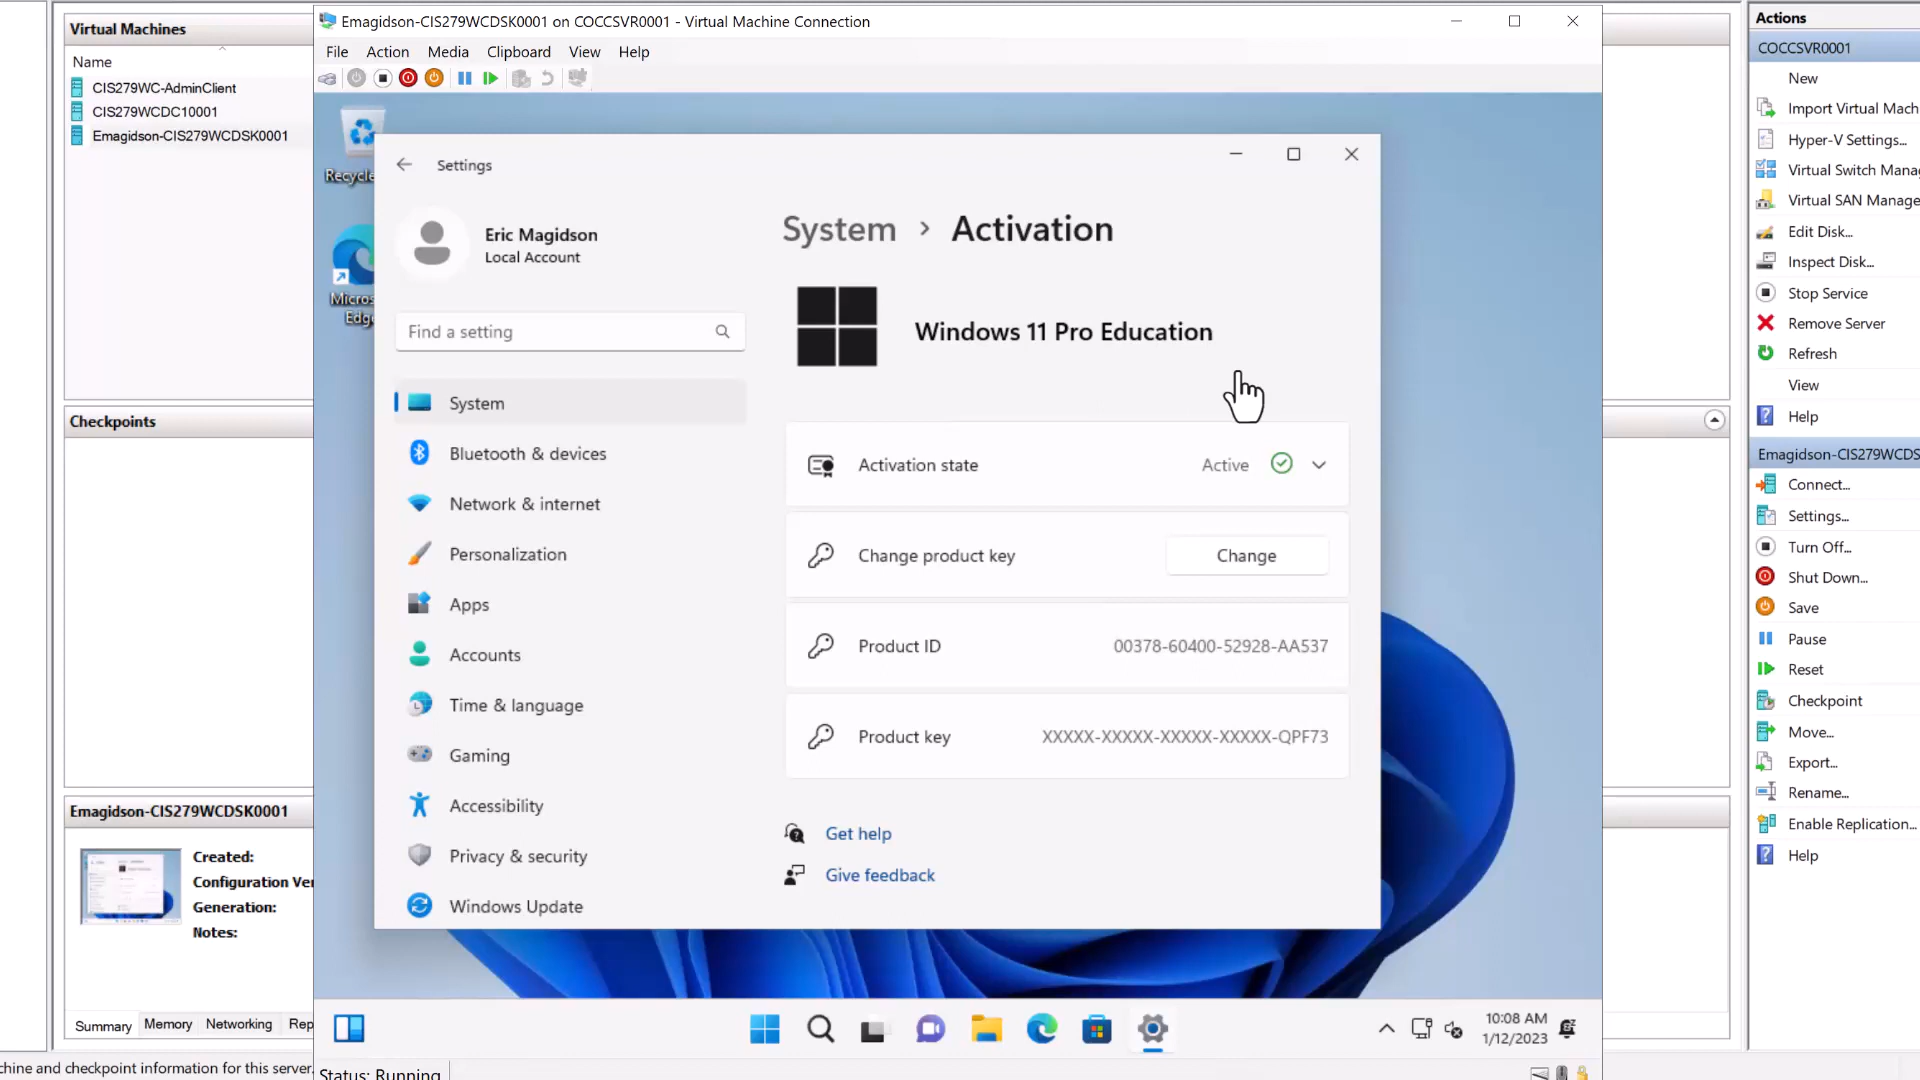 Virtual Machines
Name
CIS279WC-AdminClient
CIS279WCDC10001
Emagidson-CIS279WCDSK0001
Checkpoints
Emagidson-CIS279WCDSK0001
Created:
Configuration Ver
Generation:
Notes:
Summary Memory Networking Rep
chine and checkpoint information for this server.
Emagidson-CIS279WCDSK0001 on COCCSVR0001 - Virtual Machine Connection
File Action Media Clipboard View Help
Recycle
Micros
Edge
Settings
Eric Magidson
Local Account
Find a setting
System
Bluetooth & devices
Network & internet
Personalization
Apps
Accounts
Time & language
Gaming
Accessibility
Privacy & security
Windows Update
System > Activation
Windows 11 Pro Education
Activation state Active
Change product key Change
Product ID 00378-60400-52928-AA537
Product key XXXXX-XXXXX-XXXXX-XXXXX-QPF73
Get help
Give feedback
10:08 AM
1/12/2023
Status: Running
Actions
COCCSVR0001
New
Import Virtual Mach
Hyper-V Settings...
Virtual Switch Mana
Virtual SAN Manage
Edit Disk...
Inspect Disk...
Stop Service
Remove Server
Refresh
View
Help
Emagidson-CIS279WCDS
Connect...
Settings...
Turn Off...
Shut Down...
Save
Pause
Reset
Checkpoint
Move...
Export...
Rename...
Enable Replication...
Help